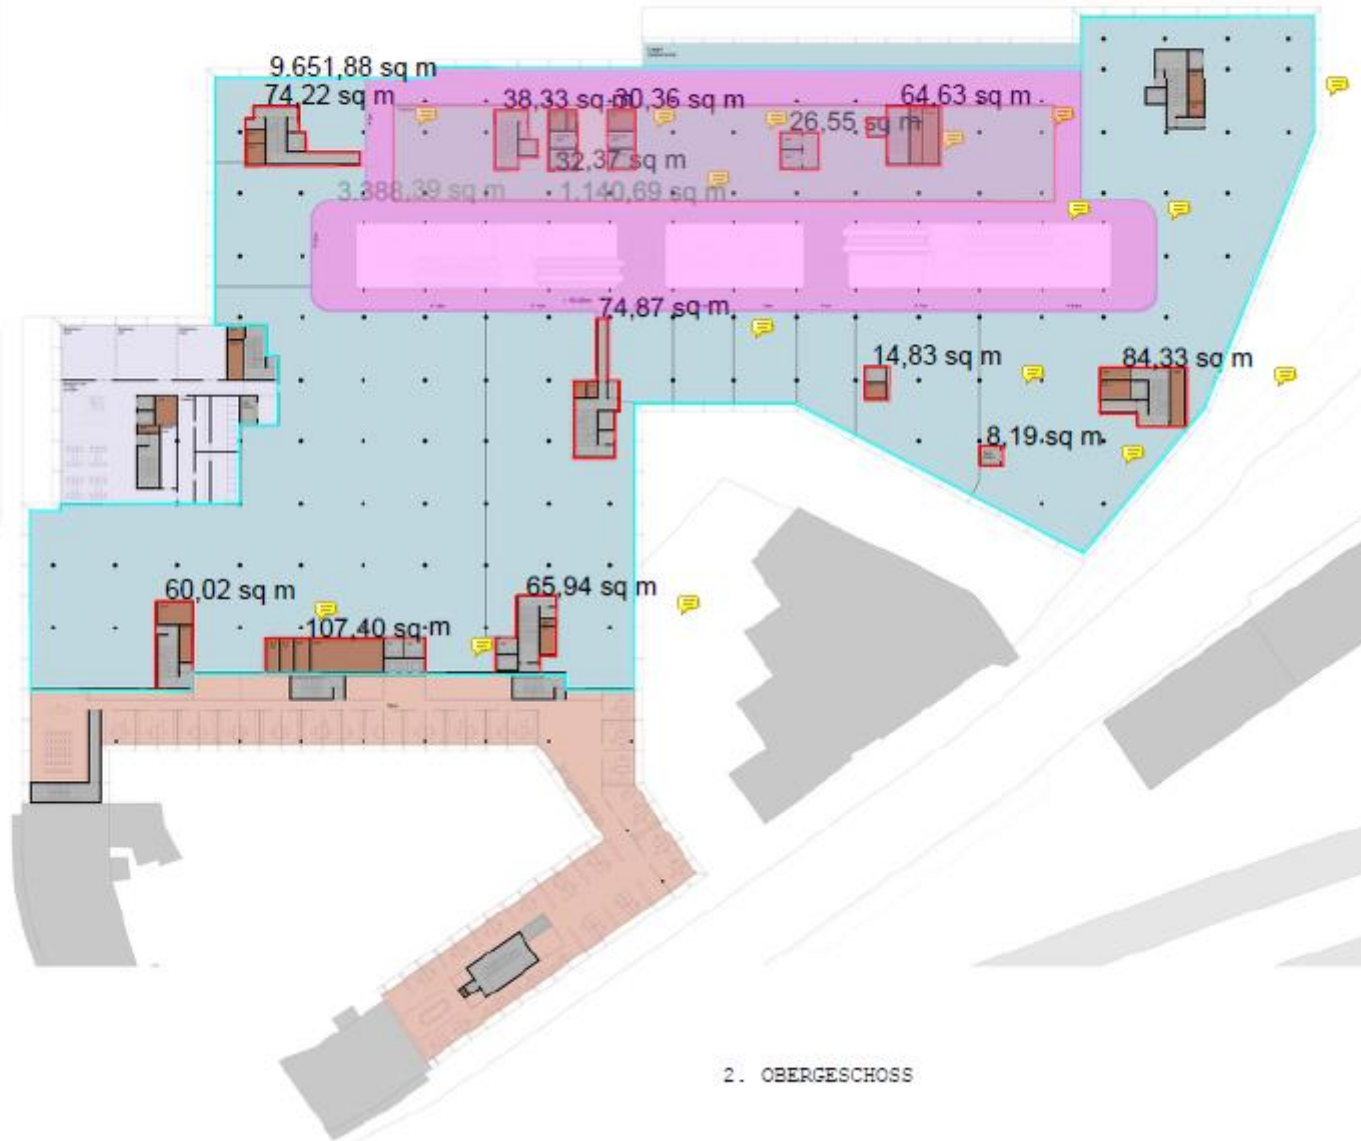 9.651,88 sq m
74,22 sq m
38,33 sq m
30,36 sq m
64,63 sq m
26,55 sq m
32,37 sq m
3.388,39 sq m
1.140,69 sq m
74,87 sq m
14,83 sq m
84,33 sq m
8,19 sq m
60,02 sq m
65,94 sq m
107,40 sq m
2. OBERGESCHOSS